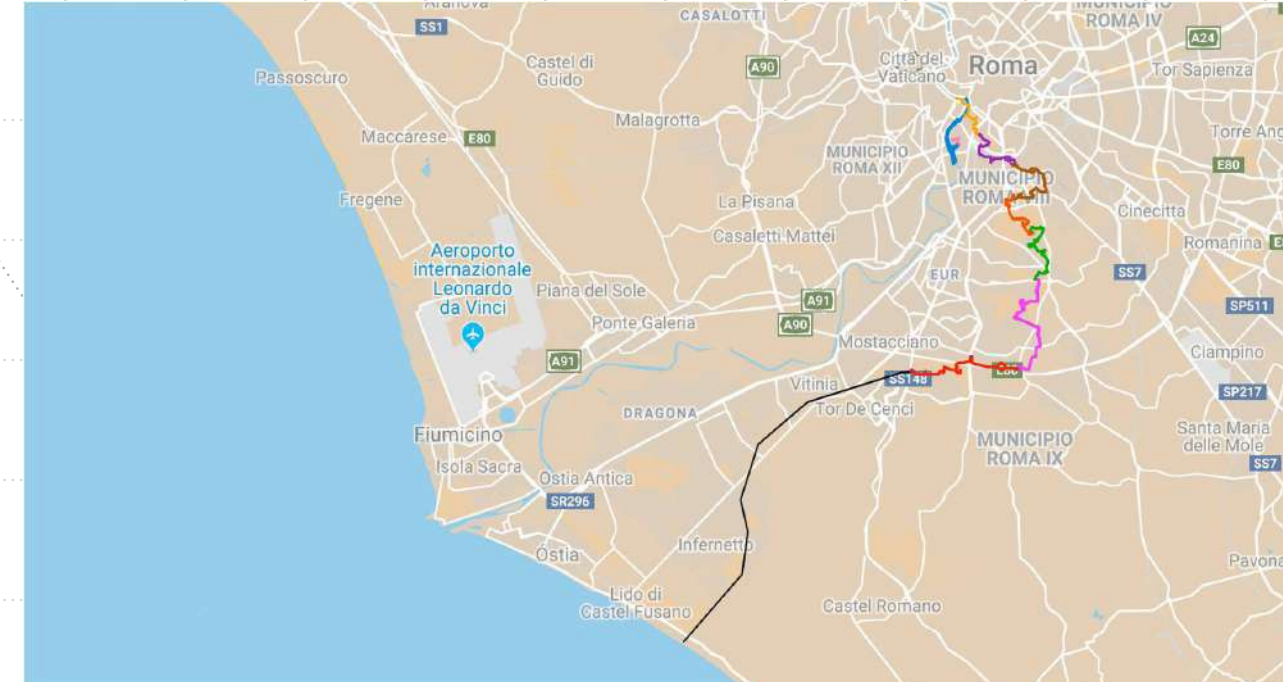 Aranova
SS1
CASALOTTI
MUNICIPIO
ROMA IV
A24
Passoscuro
Castel di
Guido
A90
Città del
Vaticano
Roma
Tor Sapienza
Malagrotta
Maccarese
E80
Torre Ang
MUNICIPIO
ROMA XII
E80
MUNICIPIO
ROMA VIII
Fregene
La Pisana
Cinecitta
Casaletti Mattei
Romanina
Aeroporto
internazionale
Leonardo
da Vinci
EUR
SS7
Piana del Sole
A91
SP511
Ponte Galeria
A90
Mostacciano
Ciampino
A91
E80
Vitinia
SS148
SP217
DRAGONA
Tor De Cenci
Fiumicino
MUNICIPIO
ROMA IX
Santa Maria
delle Mole
Isola Sacra
SS7
Ostia Antica
SR296
Ostia
Infernetto
Pavona
Lido di
Castel Fusano
Castel Romano